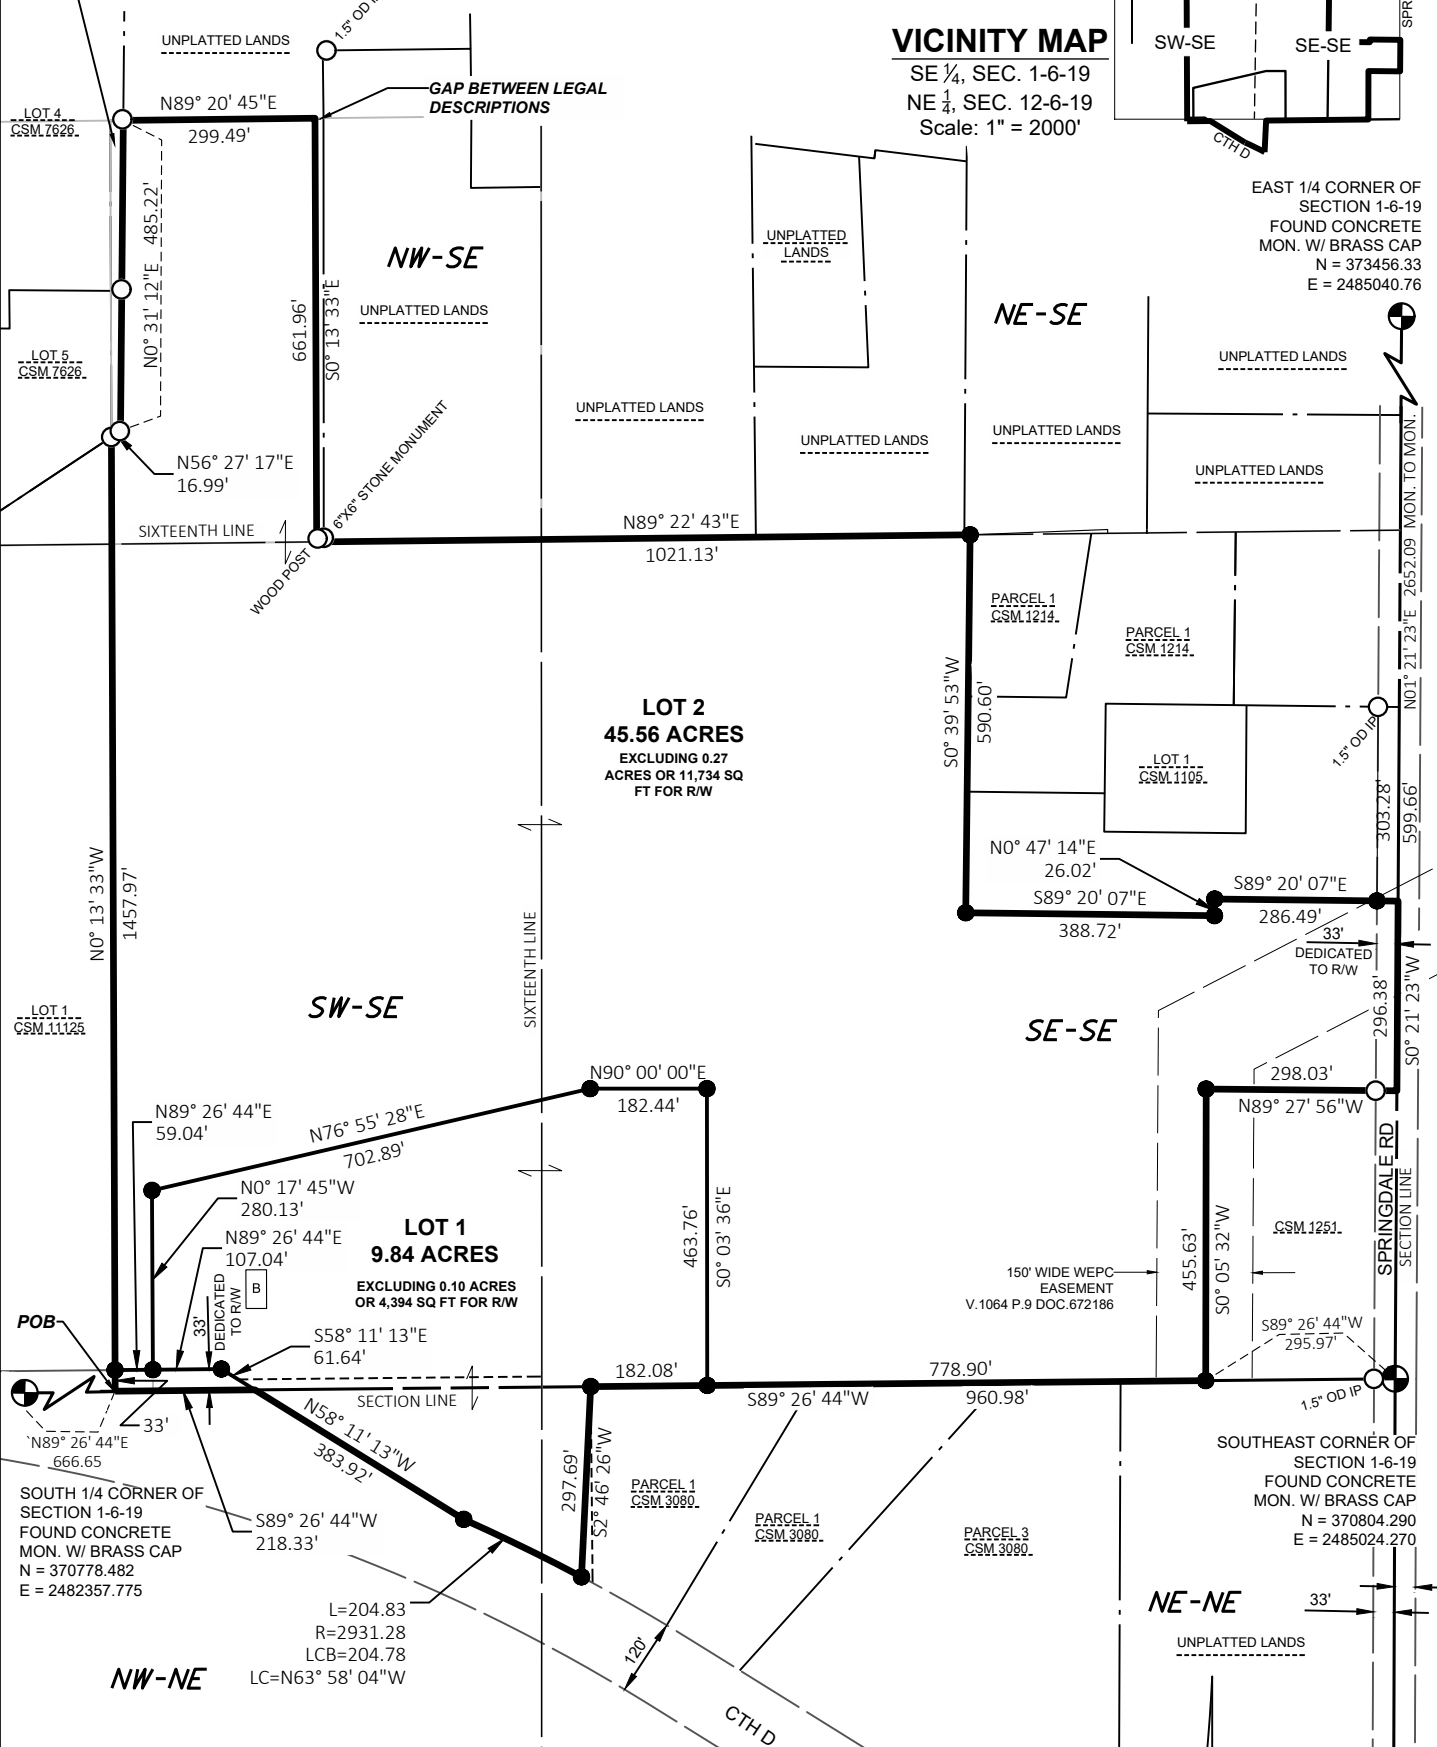 UNPLATTED LANDS
VICINITY MAP
SE ¼, SEC. 1-6-19
NE ¼, SEC. 12-6-19
Scale: 1" = 2000'
SW-SE
SE-SE
CTH D
LOT 4
CSM 7626
N89° 20' 45"E
299.49'
GAP BETWEEN LEGAL
DESCRIPTIONS
N0° 31' 12"E 485.22'
NW-SE
UNPLATTED LANDS
661.96'
S0° 13' 33"E
UNPLATTED
LANDS
NE-SE
EAST 1/4 CORNER OF
SECTION 1-6-19
FOUND CONCRETE
MON. W/ BRASS CAP
N = 373456.33
E = 2485040.76
LOT 5
CSM 7626
UNPLATTED LANDS
UNPLATTED LANDS
UNPLATTED LANDS
UNPLATTED LANDS
UNPLATTED LANDS
N56° 27' 17"E
16.99'
6"X6" STONE MONUMENT
SIXTEENTH LINE
WOOD POST
N89° 22' 43"E
1021.13'
N01° 21' 23"E 2652.09 MON. TO MON.
PARCEL 1
CSM 1214
PARCEL 1
CSM 1214
S0° 39' 53"W
590.60'
LOT 2
45.56 ACRES
EXCLUDING 0.27
ACRES OR 11,734 SQ
FT FOR R/W
LOT 1
CSM 1105
1.5" OD IP
303.28'
599.66'
N0° 13' 33"W
1457.97'
N0° 47' 14"E
26.02'
S89° 20' 07"E
388.72'
S89° 20' 07"E
286.49'
33'
DEDICATED
TO R/W
SIXTEENTH LINE
LOT 1
CSM 11125
SW-SE
SE-SE
296.38'
S0° 21' 23"W
N90° 00' 00"E
182.44'
298.03'
N89° 27' 56"W
N89° 26' 44"E
59.04'
N76° 55' 28"E
702.89'
N0° 17' 45"W
280.13'
N89° 26' 44"E
107.04'
LOT 1
9.84 ACRES
EXCLUDING 0.10 ACRES
OR 4,394 SQ FT FOR R/W
463.76'
S0° 03' 36"E
B
33'
DEDICATED
TO R/W
150' WIDE WEPC
EASEMENT
V.1064 P.9 DOC.672186
455.63'
S0° 05' 32"W
CSM 1251
SPRINGDALE RD
SECTION LINE
POB
S58° 11' 13"E
61.64'
S89° 26' 44"W
295.97'
182.08'
778.90'
S89° 26' 44"W
960.98'
SECTION LINE
1.5" OD IP
33'
N89° 26' 44"E
666.65
N58° 11' 13"W
383.92'
297.69'
S2° 46' 26"W
SOUTH 1/4 CORNER OF
SECTION 1-6-19
FOUND CONCRETE
MON. W/ BRASS CAP
N = 370778.482
E = 2482357.775
S89° 26' 44"W
218.33'
PARCEL 1
CSM 3080
PARCEL 1
CSM 3080
PARCEL 3
CSM 3080
SOUTHEAST CORNER OF
SECTION 1-6-19
FOUND CONCRETE
MON. W/ BRASS CAP
N = 370804.290
E = 2485024.270
L=204.83
R=2931.28
LCB=204.78
LC=N63° 58' 04"W
NW-NE
120'
CTH D
NE-NE
33'
UNPLATTED LANDS